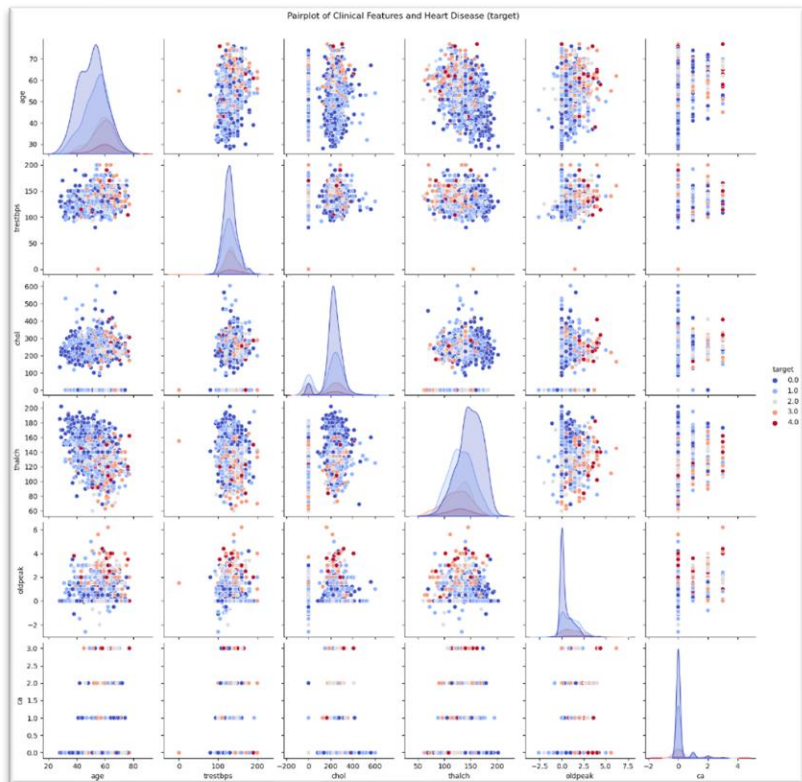 Pairplot of Clinical Features and Heart Disease (target)
age
70
60
50
40
30
trestbps
200
150
100
50
0
chol
600
500
400
300
200
100
0
thalch
200
180
160
140
120
100
80
60
oldpeak
6
4
2
0
−2
ca
3.0
2.5
2.0
1.5
1.0
0.5
0.0
20 40 60 80
age
0 100 200
trestbps
−200 0 200 400 600
chol
50 100 150 200
thalch
−2.5 0.0 2.5 5.0 7.5
oldpeak
−2 0 2 4
ca
target
0.0
1.0
2.0
3.0
4.0